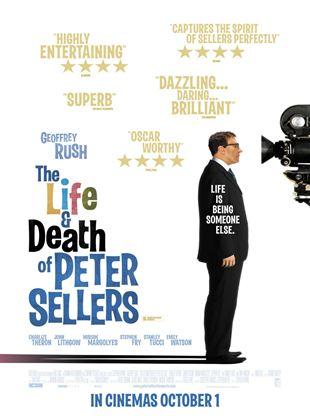 "HIGHLY
ENTERTAINING"
"CAPTURES THE SPIRIT
OF SELLERS PERFECTLY"
"SUPERB"
"DAZZLING...
DARING...
BRILLIANT"
GEOFFREY
RUSH
"OSCAR
WORTHY"
The
Life
&
Death
of PETER
SELLERS
LIFE
IS
BEING
SOMEONE
ELSE.
CHARLIZE THERON JOHN LITHGOW MIRIAM MARGOLYES STEPHEN FRY STANLEY TUCCI EMILY WATSON
IN CINEMAS OCTOBER 1